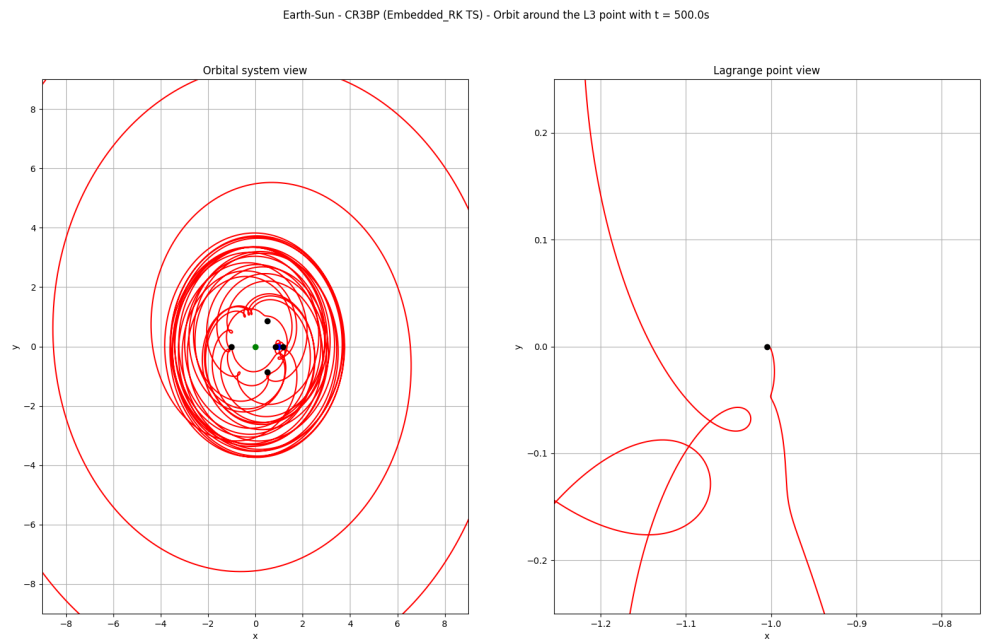 Earth-Sun - CR3BP (Embedded_RK TS) - Orbit around the L3 point with t = 500.0s
Orbital system view
8
6
4
2
0
−2
−4
−6
−8
y
−8 −6 −4 −2 0 2 4 6 8
x
Lagrange point view
0.2
0.1
0.0
−0.1
−0.2
y
−1.2 −1.1 −1.0 −0.9 −0.8
x